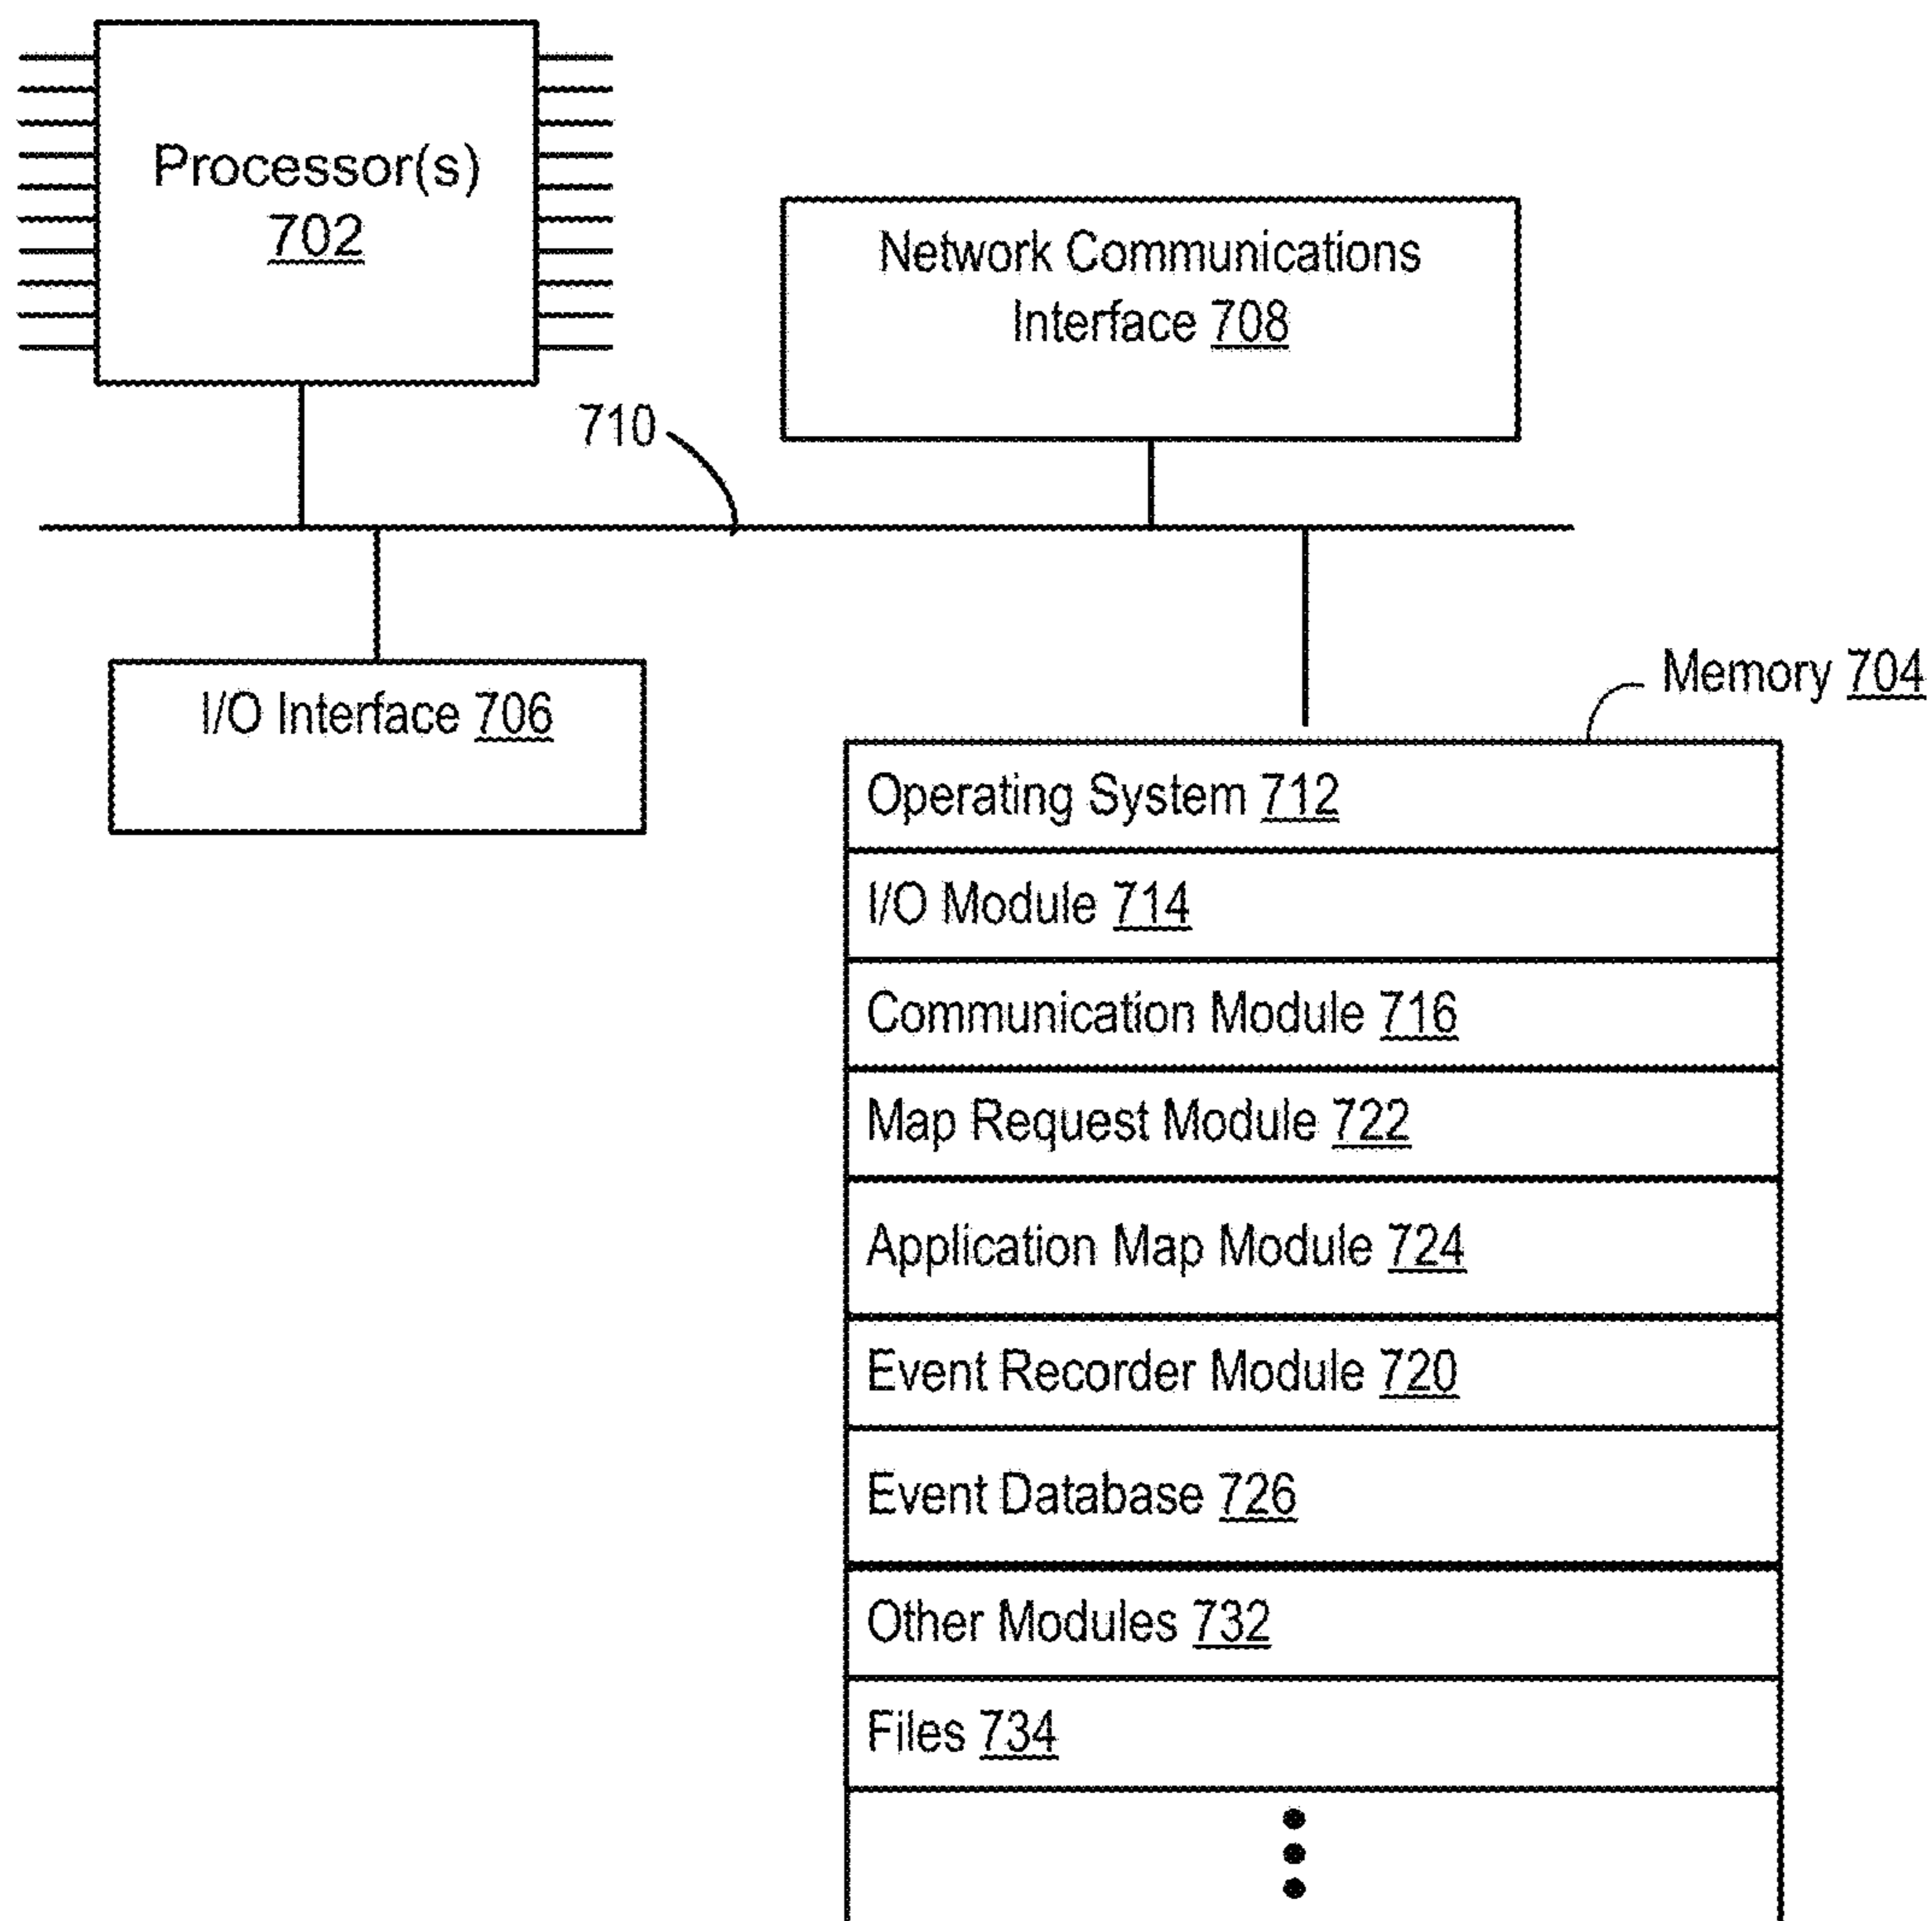 Processor(s)
702
Network Communications
Interface 708
710
I/O Interface 706
Memory 704
Operating System 712
I/O Module 714
Communication Module 716
Map Request Module 722
Application Map Module 724
Event Recorder Module 720
Event Database 726
Other Modules 732
Files 734